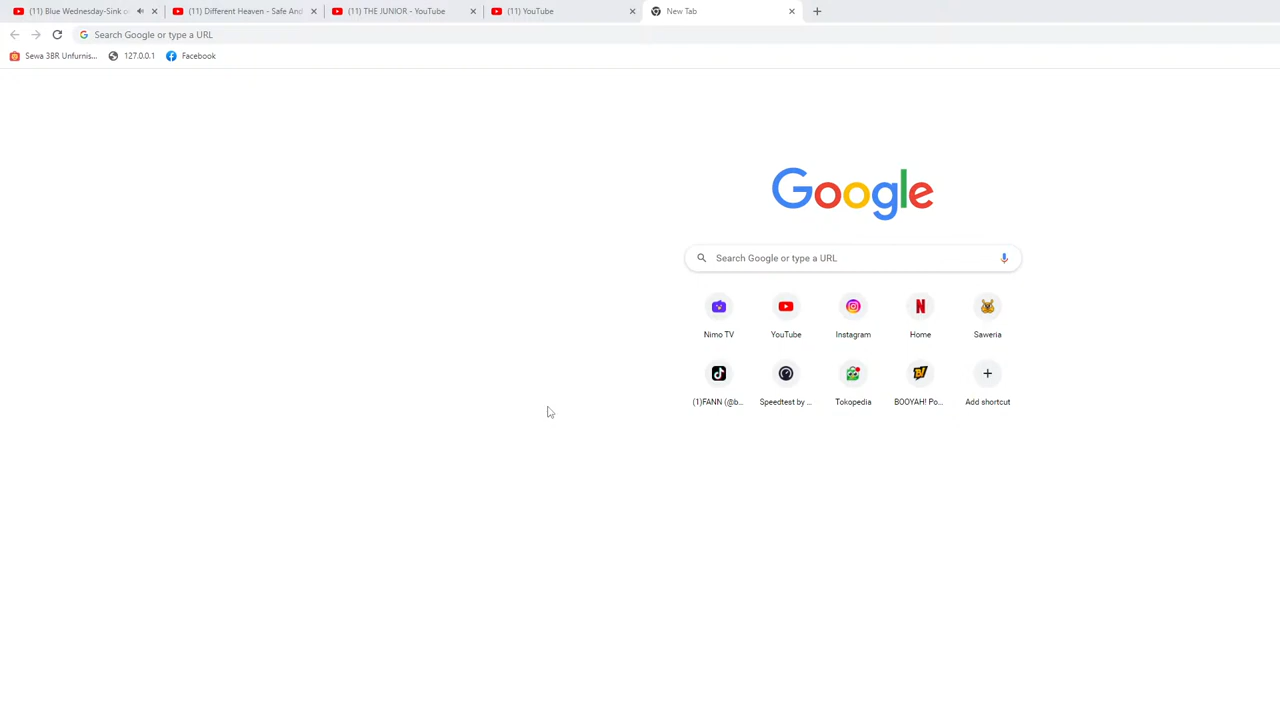 (11) Blue Wednesday-Sink o
(11) Different Heaven - Safe And
(11) THE JUNIOR - YouTube
(11) YouTube
New Tab
Search Google or type a URL
Sewa 3BR Unfurnis...
127.0.0.1
Facebook
Google
Search Google or type a URL
Nimo TV
YouTube
Instagram
Home
Saweria
(1)FANN (@b...
Speedtest by ...
Tokopedia
BOOYAH! Po...
Add shortcut